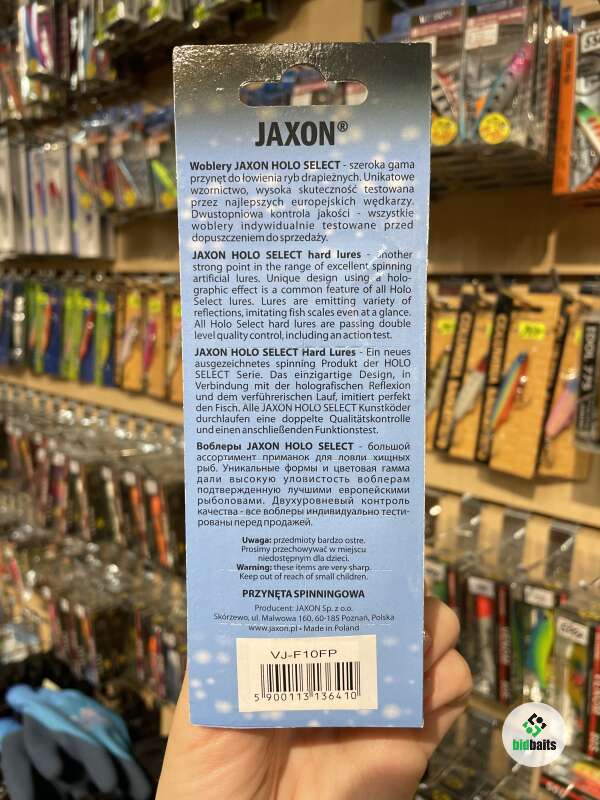 JAXON®
Woblery JAXON HOLO SELECT - szeroka gama
przynęt do łowienia ryb drapieżnych. Unikatowe
wzornictwo, wysoka skuteczność testowana
przez najlepszych europejskich wędkarzy.
Dwustopniowa kontrola jakości - wszystkie
woblery indywidualnie testowane przed
dopuszczeniem do sprzedaży.
JAXON HOLO SELECT hard lures - another
strong point in the range of excellent spinning
artificial lures. Unique design using a holo-
graphic effect is a common feature of all Holo
Select lures. Lures are emitting variety of
reflections, imitating fish scales even at a glance.
All Holo Select hard lures are passing double
level quality control, including an action test.
JAXON HOLO SELECT Hard Lures - Ein neues
ausgezeichnetes spinning Produkt der HOLO
SELECT Serie. Das einzigartige Design, in
Verbindung mit der holografischen Reflexion
und dem verführerischen Lauf, imitiert perfekt
den Fisch. Alle JAXON HOLO SELECT Kunstköder
durchlaufen eine doppelte Qualitätskontrolle
und einen anschließenden Funktionstest.
Воблеры JAXON HOLO SELECT - большой
ассортимент приманок для ловли хищных
рыб. Уникальные формы и цветовая гамма
дали высокую уловистость воблерам
подтвержденную лучшими европейскими
рыболовами. Двухуровневый контроль
качества - все воблеры индивидуально тести-
рованы перед продажей.
Uwaga: przedmioty bardzo ostre.
Prosimy przechowywać w miejscu
niedostępnym dla dzieci.
Warning: these items are very sharp.
Keep out of reach of small children.
PRZYNĘTA SPINNINGOWA
Producent: JAXON Sp. z o.o.
Skórzewo, ul. Malwowa 160, 60-185 Poznań, Polska
www.jaxon.pl • Made in Poland
VJ-F10FP
5 900113 136410
bidbaits